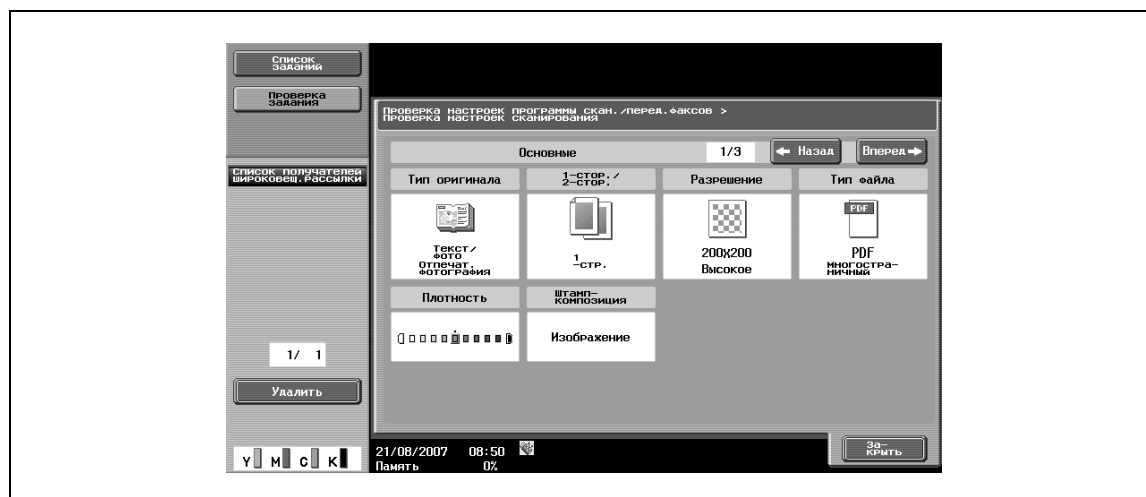 Список
заданий
Проверка
задания
Проверка настроек программы скан./перед.факсов >
Проверка настроек сканирования
Основные
1/3
Назад
Вперед
Список получателей
широковещ.рассылки
Тип оригинала
1-стор./
2-стор.
Разрешение
Тип файла
PDF
Текст/
Фото
Отпечат.
Фотография
1
-стр.
200X200
Высокое
PDF
многостра-
ничный
Плотность
Штамп-
композиция
Изображение
1/ 1
Удалить
21/08/2007 08:50
Память 0%
За-
крыть
Y M C K